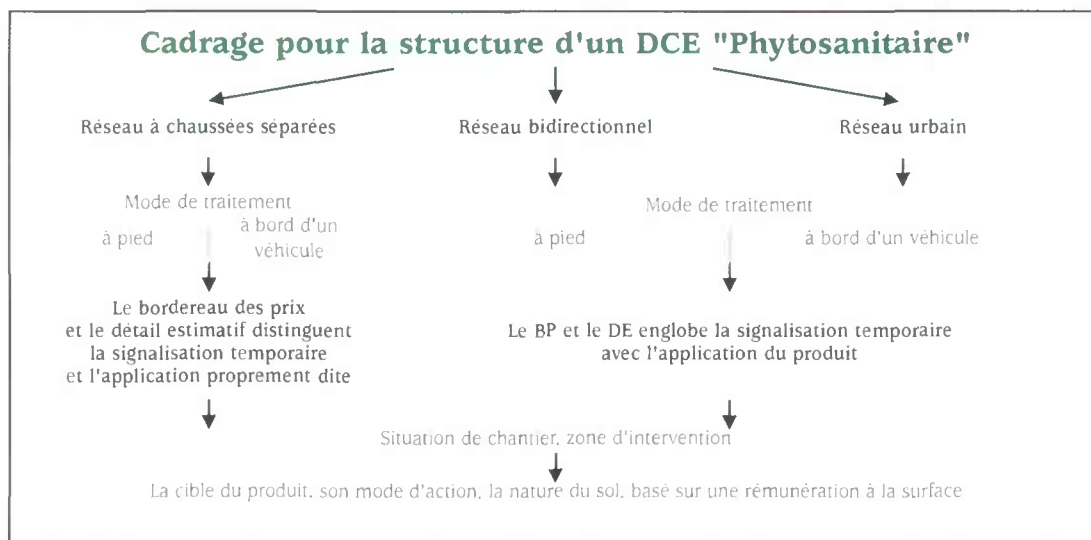 Cadrage pour la structure d'un DCE "Phytosanitaire"
Réseau à chaussées séparées
Réseau bidirectionnel
Réseau urbain
Mode de traitement
à pied
à bord d'un
véhicule
Mode de traitement
à pied
à bord d'un véhicule
Le bordereau des prix
et le détail estimatif distinguent
la signalisation temporaire
et l'application proprement dite
Le BP et le DE englobe la signalisation temporaire
avec l'application du produit
Situation de chantier, zone d'intervention
La cible du produit, son mode d'action, la nature du sol, basé sur une rémunération à la surface